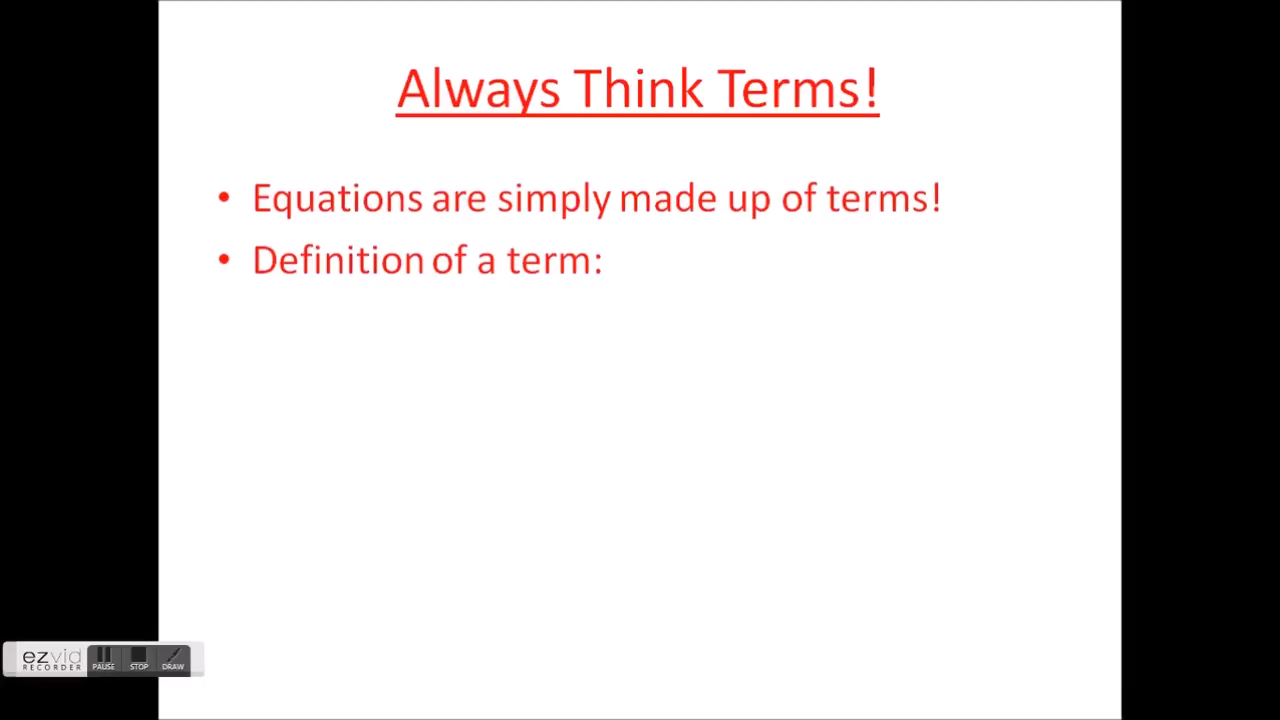 Always Think Terms!
• Equations are simply made up of terms!
• Definition of a term:
ezvid
RECORDER
PAUSE STOP DRAW